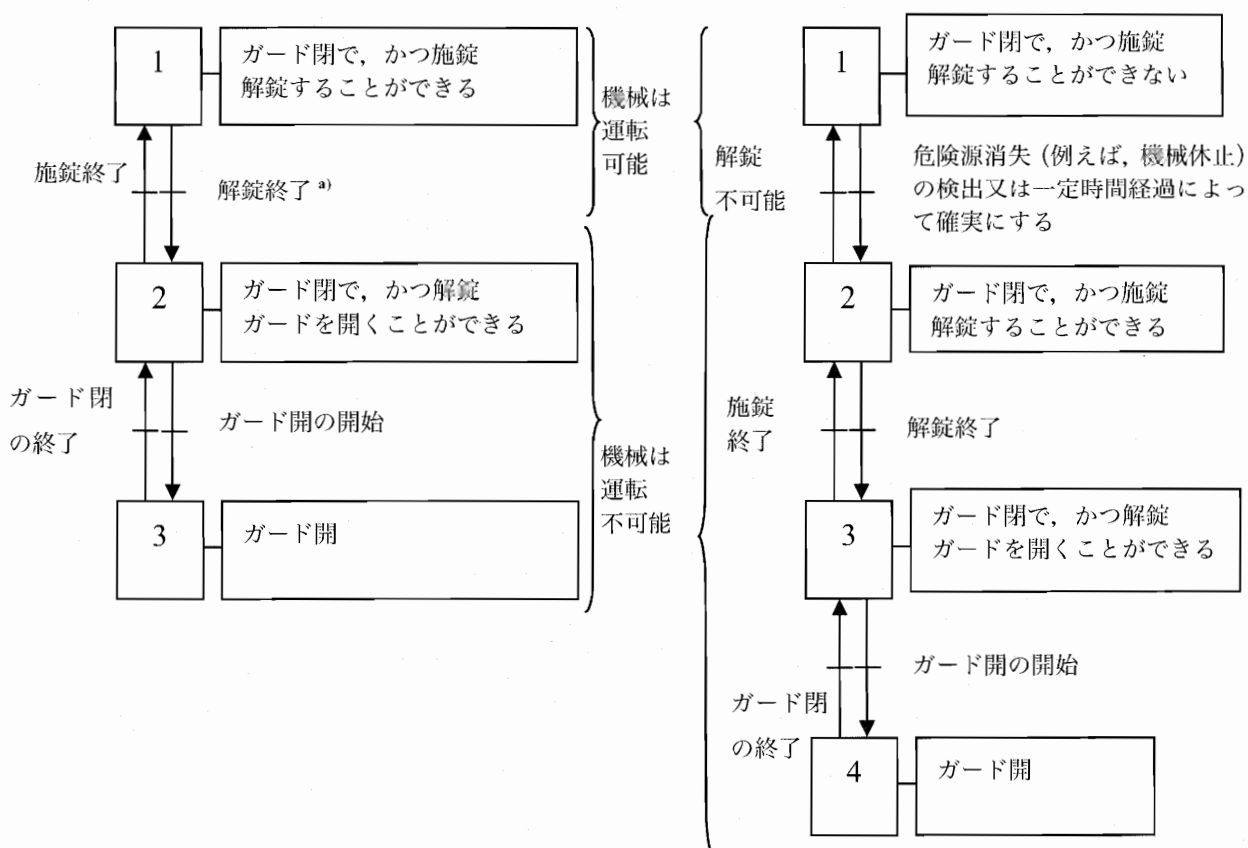 1
ガード閉で，かつ施錠
解錠することができる
施錠終了
解錠終了 a)
2
ガード閉で，かつ解錠
ガードを開くことができる
ガード閉
の終了
ガード開の開始
3
ガード開
機械は
運転
可能
機械は
運転
不可能
1
ガード閉で，かつ施錠
解錠することができない
解錠
不可能
危険源消失（例えば，機械休止）
の検出又は一定時間経過によっ
て確実にする
2
ガード閉で，かつ施錠
解錠することができる
施錠
終了
解錠終了
3
ガード閉で，かつ解錠
ガードを開くことができる
ガード閉
の終了
ガード開の開始
4
ガード開